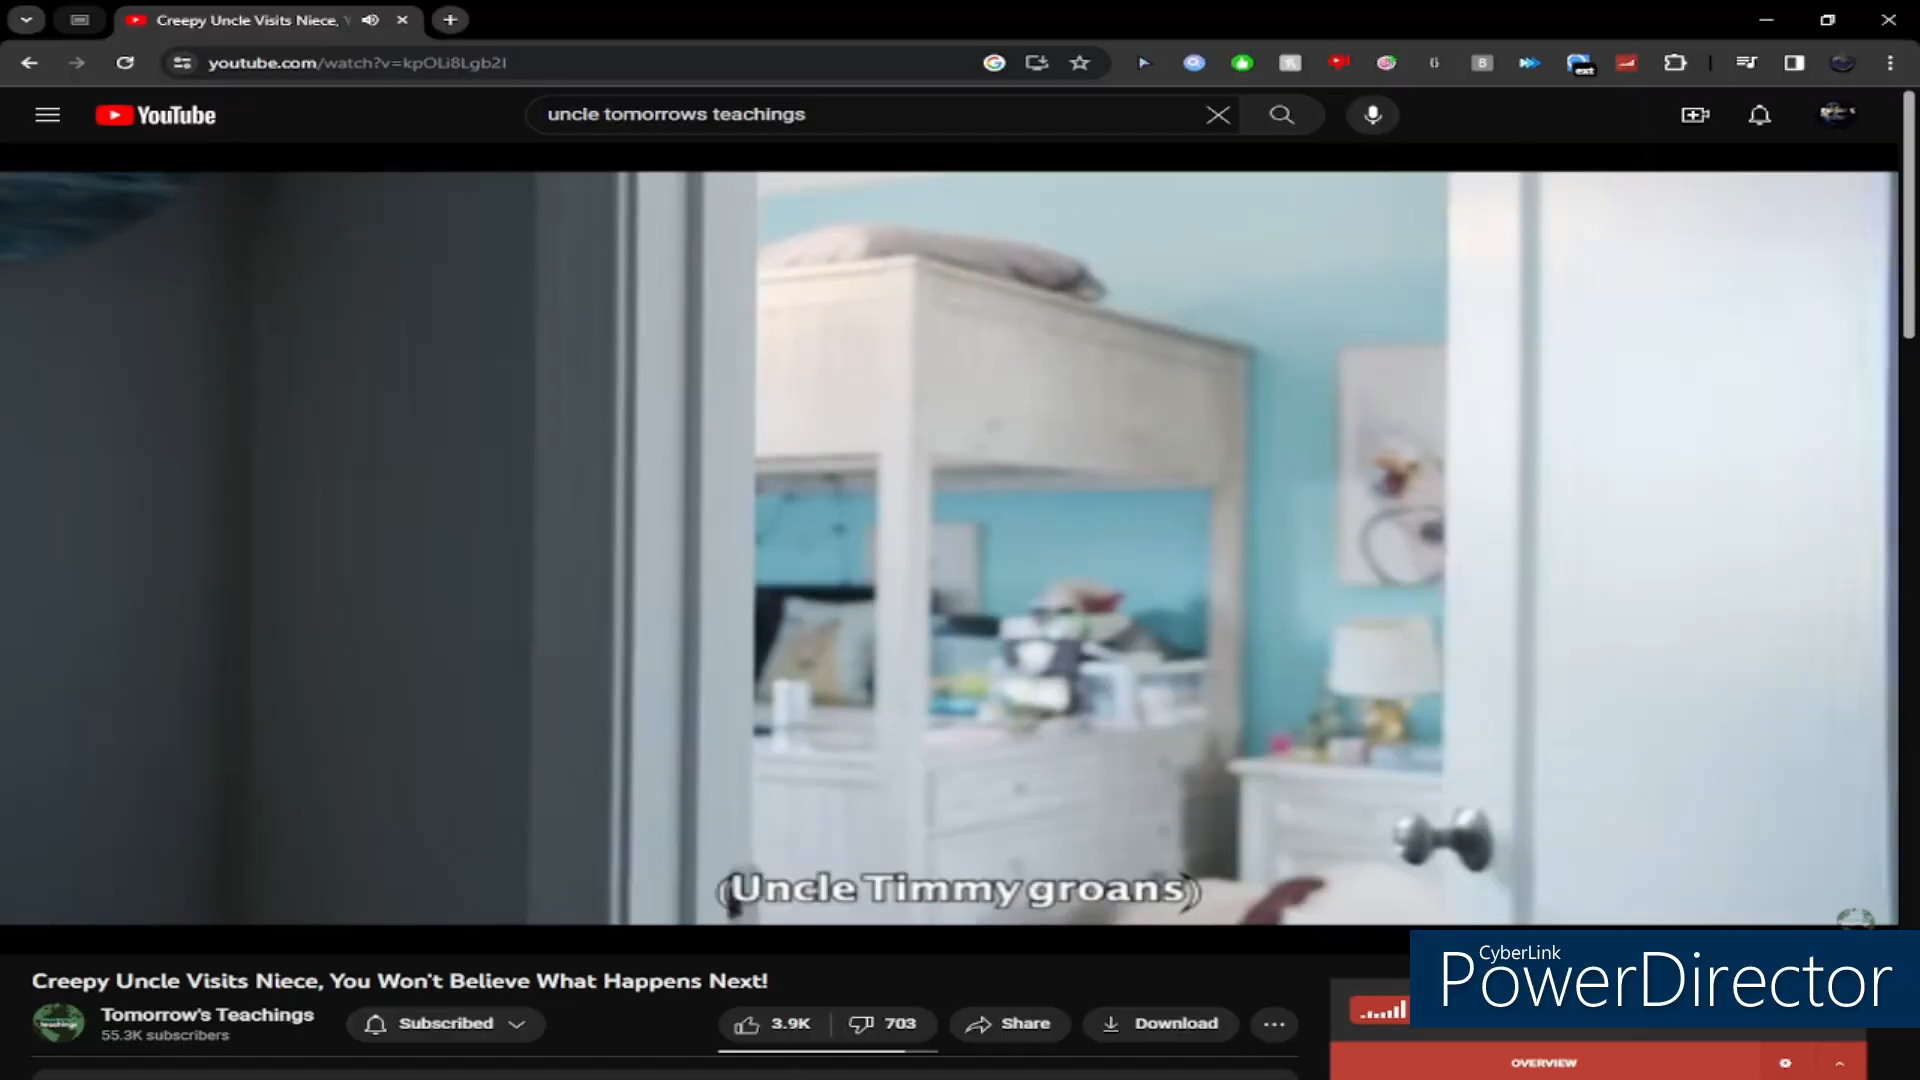 Creepy Uncle Visits Niece, Y
youtube.com/watch?v=kpOLi8Lgb2I
ext
YouTube
uncle tomorrows teachings
(Uncle Timmy groans)
CyberLink
PowerDirector
Creepy Uncle Visits Niece, You Won't Believe What Happens Next!
Tomorrow's Teachings
55.3K subscribers
Subscribed
3.9K
703
Share
Download
OVERVIEW